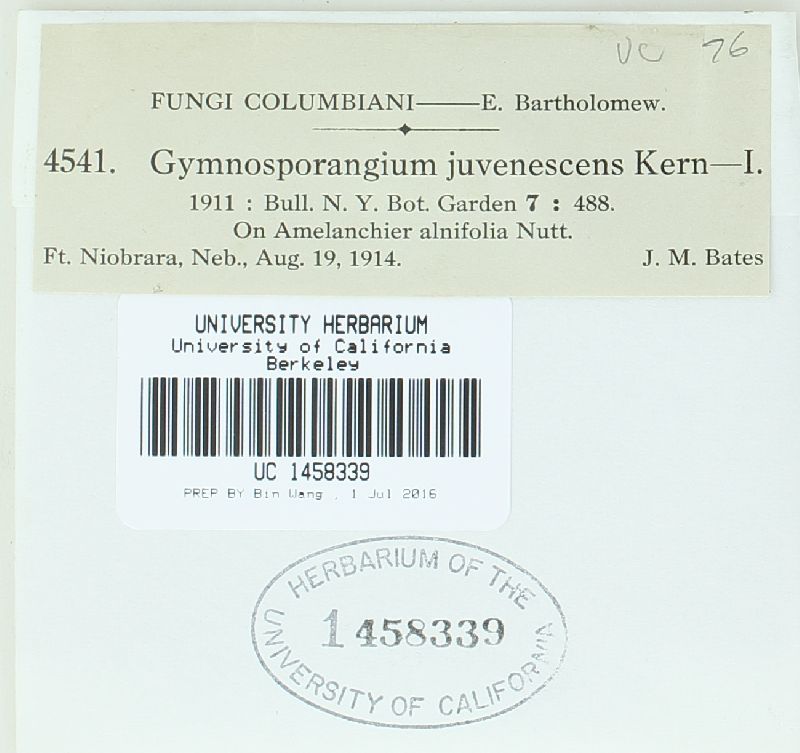 UC 76
FUNGI COLUMBIANI——E. Bartholomew.
4541. Gymnosporangium juvenescens Kern—I.
1911 : Bull. N. Y. Bot. Garden 7 : 488.
On Amelanchier alnifolia Nutt.
Ft. Niobrara, Neb., Aug. 19, 1914. J. M. Bates
UNIVERSITY HERBARIUM
University of California
Berkeley
UC 1458339
PREP BY Bin Wang , 1 Jul 2016
HERBARIUM OF THE
1458339
UNIVERSITY OF CALIFORNIA